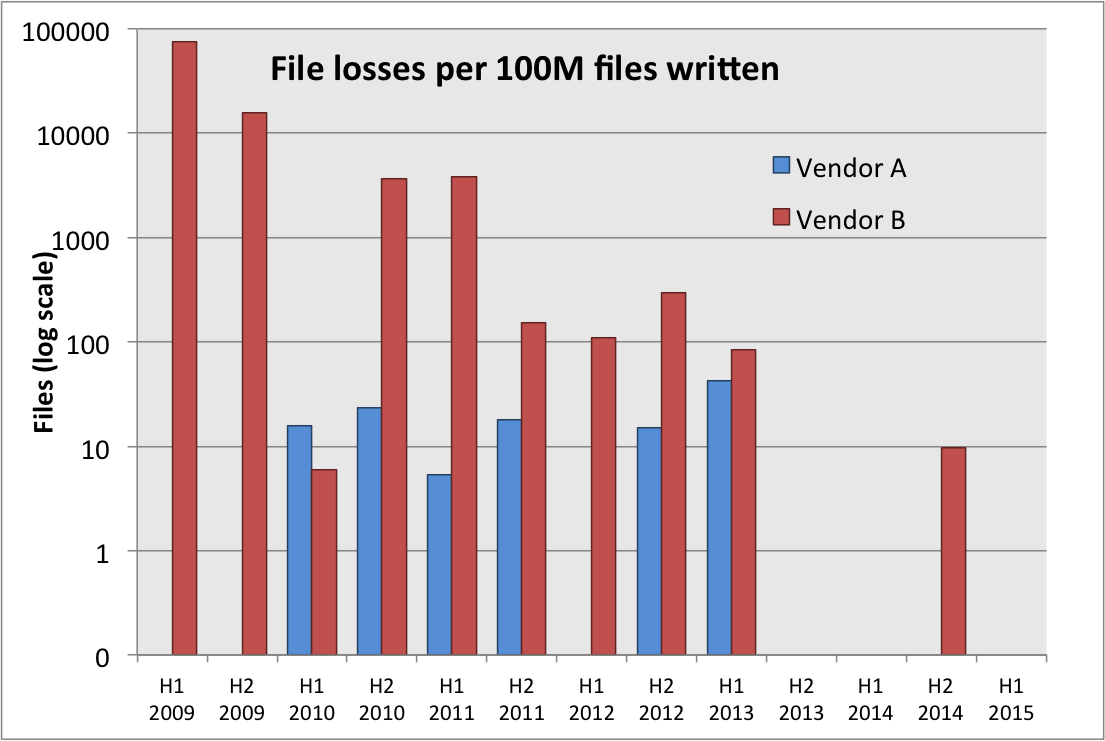 File losses per 100M files written
Files (log scale)
100000
10000
1000
100
10
1
0
Vendor A
Vendor B
H1 H2 H1 H2 H1 H2 H1 H2 H1 H2 H1 H2 H1
2009 2009 2010 2010 2011 2011 2012 2012 2013 2013 2014 2014 2015